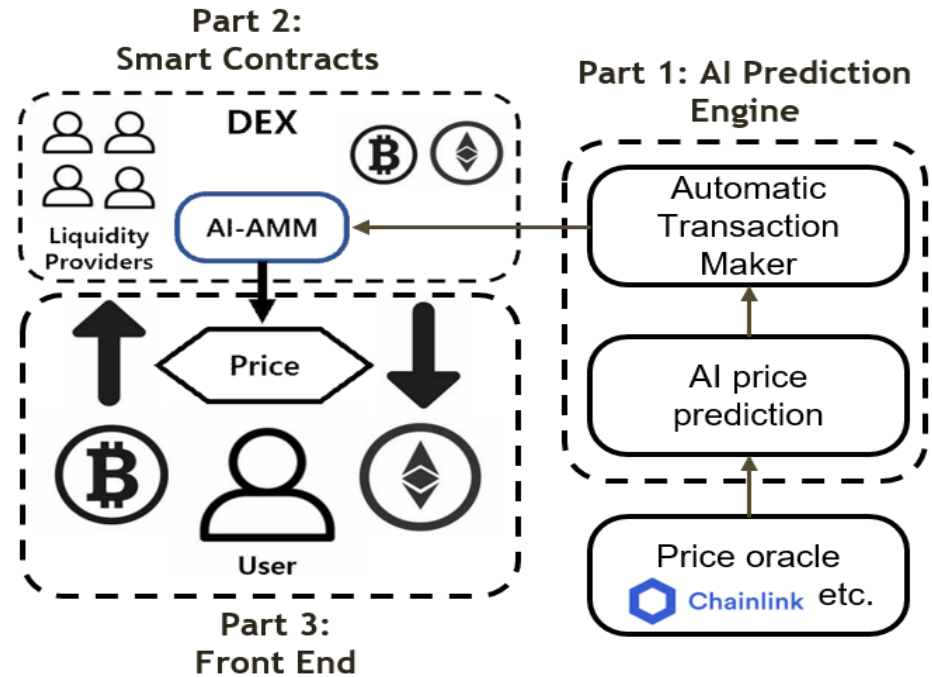 Part 2:
Smart Contracts
DEX
Liquidity
Providers
AI-AMM
Part 1: AI Prediction
Engine
Automatic
Transaction
Maker
AI price
prediction
Price oracle
Chainlink etc.
Price
User
Part 3:
Front End